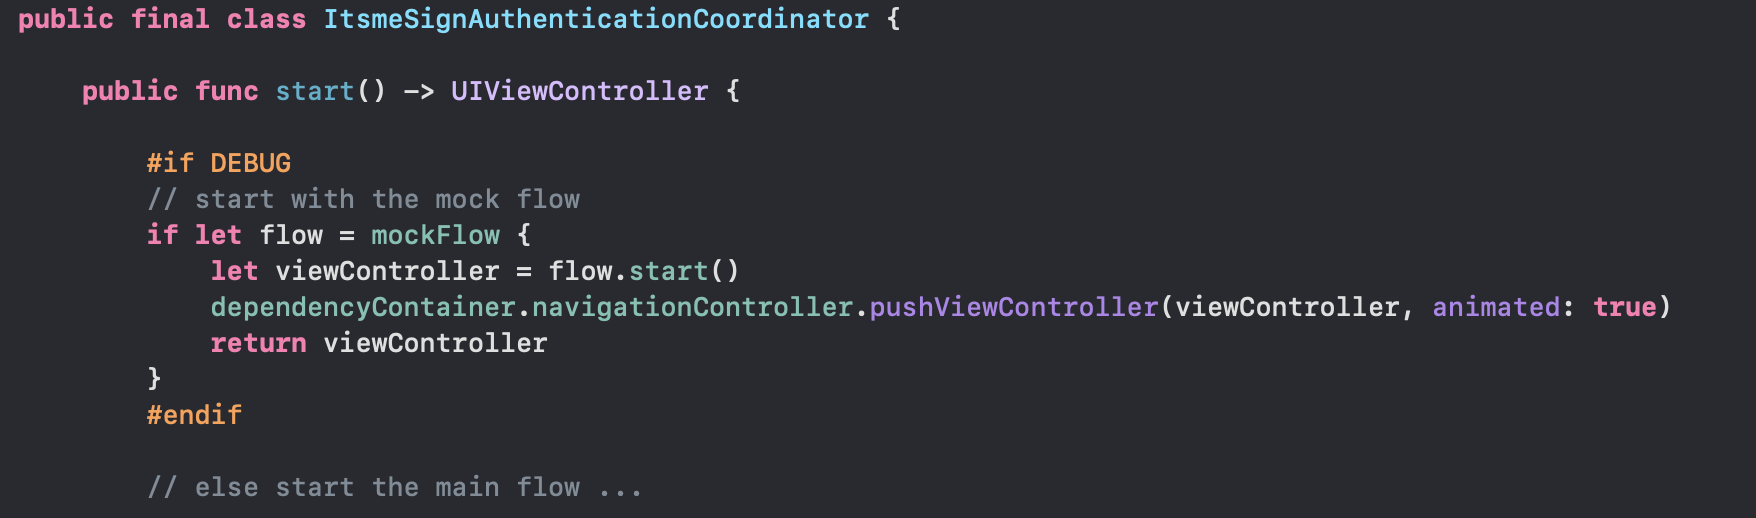 public final class ItsmeSignAuthenticationCoordinator {
public func start() -> UIViewController {
#if DEBUG
// start with the mock flow
if let flow = mockFlow {
let viewController = flow.start()
dependencyContainer.navigationController.pushViewController(viewController, animated: true)
return viewController
}
#endif
// else start the main flow ...